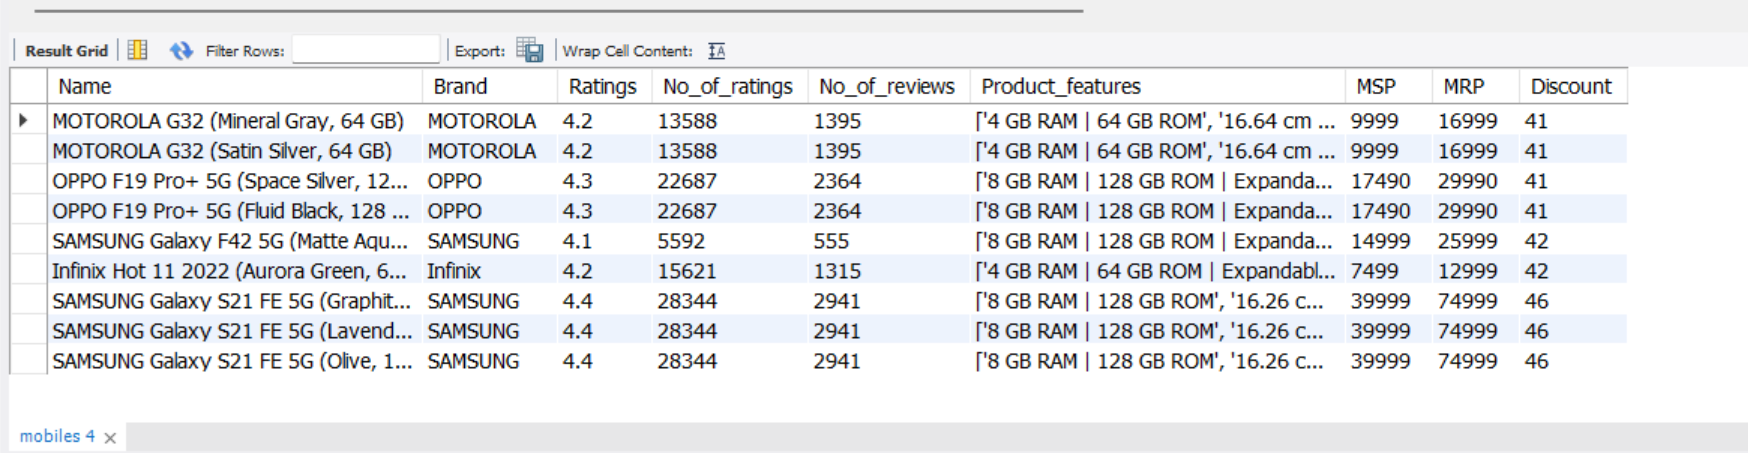 Result Grid Filter Rows: Export: Wrap Cell Content: IA
Name Brand Ratings No_of_ratings No_of_reviews Product_features MSP MRP Discount
MOTOROLA G32 (Mineral Gray, 64 GB) MOTOROLA 4.2 13588 1395 ['4 GB RAM | 64 GB ROM', '16.64 cm ... 9999 16999 41
MOTOROLA G32 (Satin Silver, 64 GB) MOTOROLA 4.2 13588 1395 ['4 GB RAM | 64 GB ROM', '16.64 cm ... 9999 16999 41
OPPO F19 Pro+ 5G (Space Silver, 12... OPPO 4.3 22687 2364 ['8 GB RAM | 128 GB ROM | Expanda... 17490 29990 41
OPPO F19 Pro+ 5G (Fluid Black, 128 ... OPPO 4.3 22687 2364 ['8 GB RAM | 128 GB ROM | Expanda... 17490 29990 41
SAMSUNG Galaxy F42 5G (Matte Aqu... SAMSUNG 4.1 5592 555 ['8 GB RAM | 128 GB ROM | Expanda... 14999 25999 42
Infinix Hot 11 2022 (Aurora Green, 6... Infinix 4.2 15621 1315 ['4 GB RAM | 64 GB ROM | Expandabl... 7499 12999 42
SAMSUNG Galaxy S21 FE 5G (Graphit... SAMSUNG 4.4 28344 2941 ['8 GB RAM | 128 GB ROM', '16.26 c... 39999 74999 46
SAMSUNG Galaxy S21 FE 5G (Lavend... SAMSUNG 4.4 28344 2941 ['8 GB RAM | 128 GB ROM', '16.26 c... 39999 74999 46
SAMSUNG Galaxy S21 FE 5G (Olive, 1... SAMSUNG 4.4 28344 2941 ['8 GB RAM | 128 GB ROM', '16.26 c... 39999 74999 46
mobiles 4